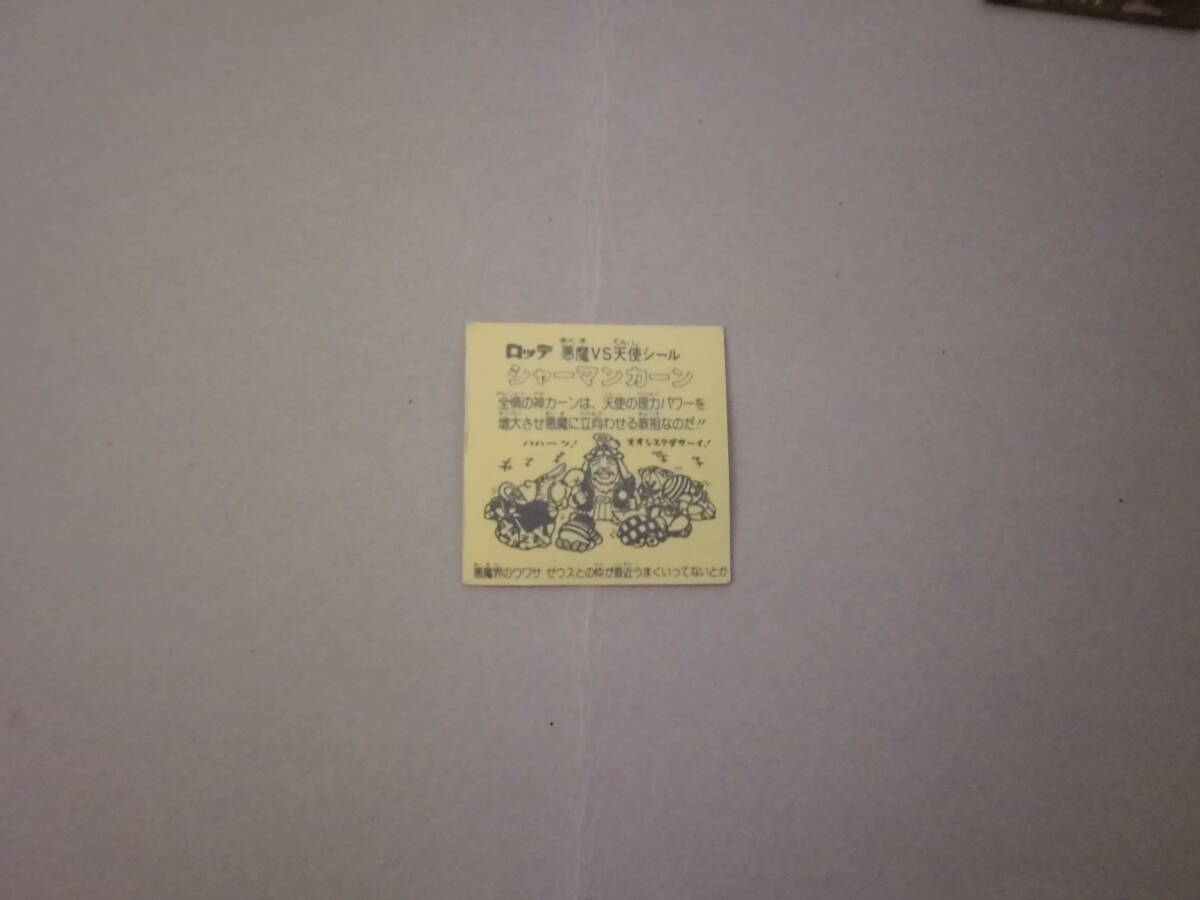 ロッテ 悪魔VS天使シール
シャーマンカーン
全情の神カーンは、天使の理力パワーを
増大させ悪魔に立向わせる教祖なのだ!!
ハハーッ! オオシエクダサーイ!
悪魔界のウワサ ゼウスとの仲が最近うまくいってないとか